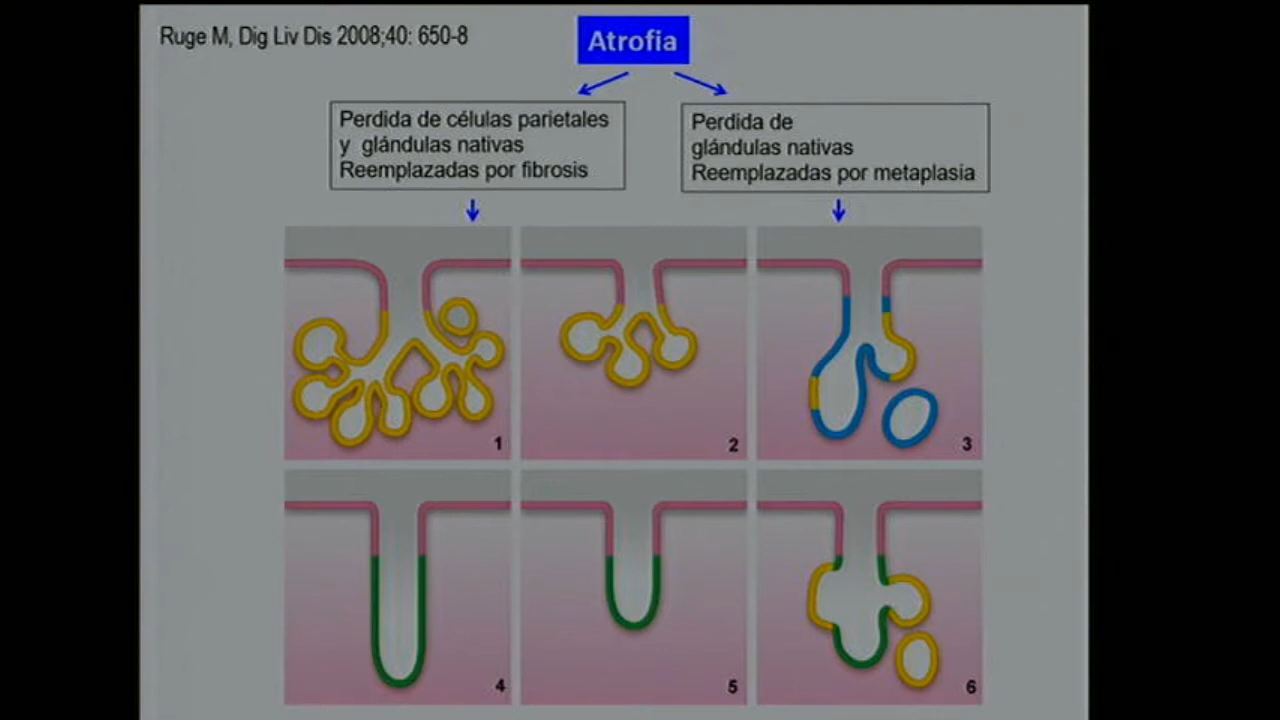 Ruge M, Dig Liv Dis 2008;40: 650-8
Atrofia
Perdida de células parietales
y glándulas nativas
Reemplazadas por fibrosis
Perdida de
glándulas nativas
Reemplazadas por metaplasia
1
2
3
4
5
6